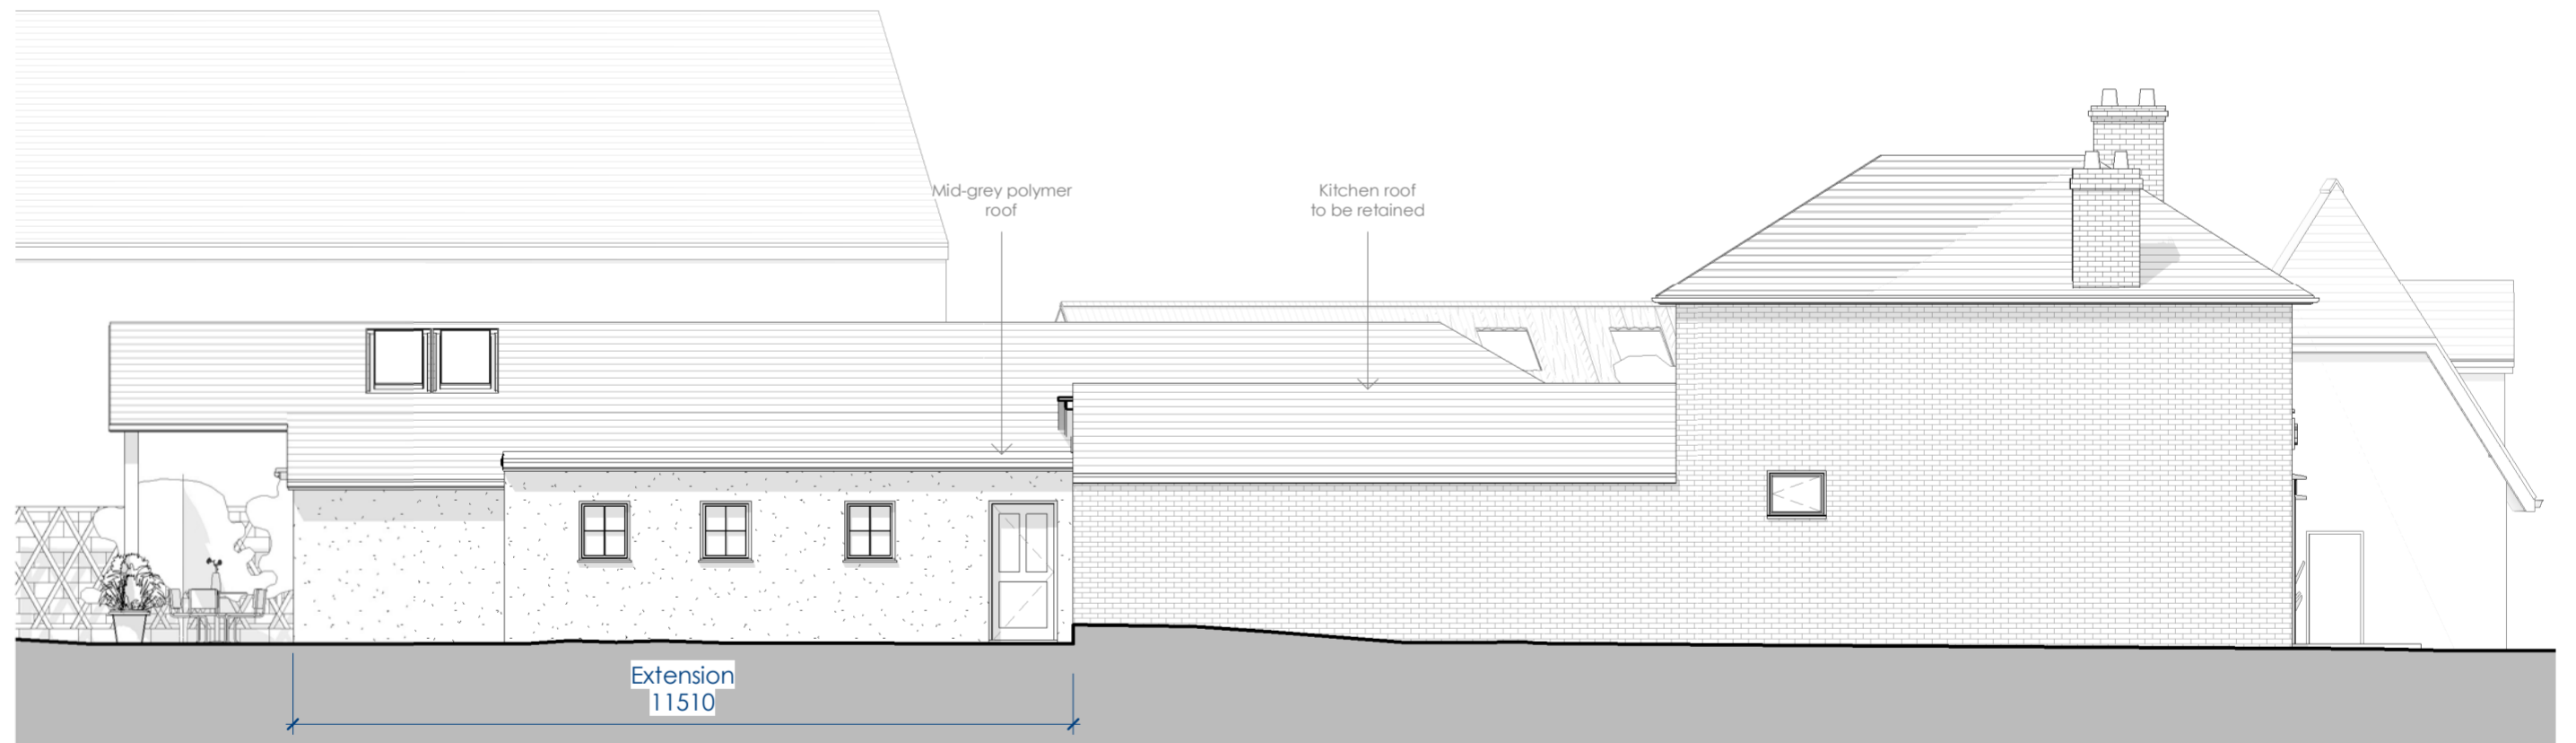 Mid-grey polymer
roof
Kitchen roof
to be retained
Extension
11510